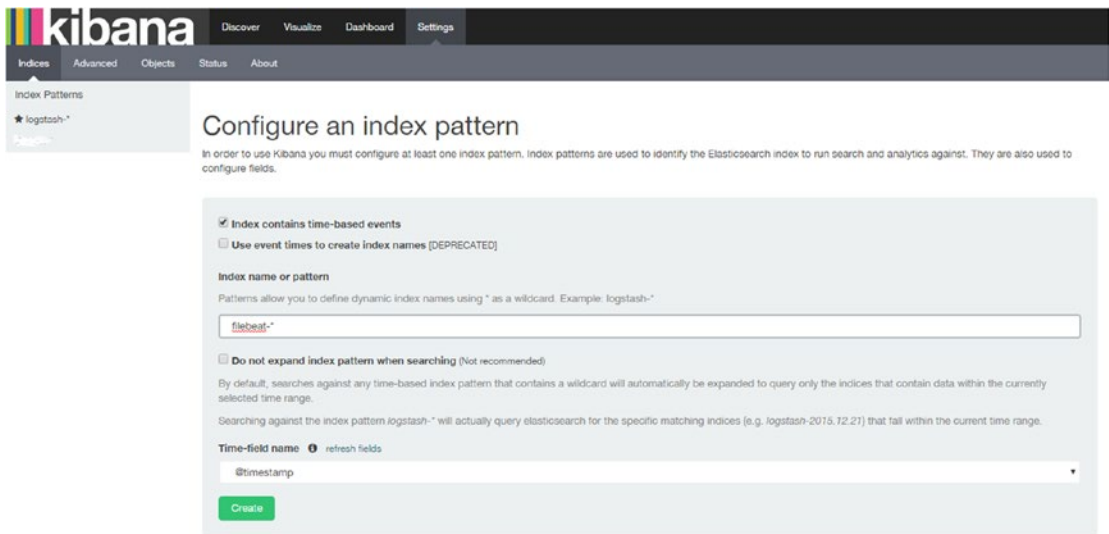 kibana
Discover Visualize Dashboard Settings
Indices Advanced Objects Status About
Index Patterns
logstash-*
Configure an index pattern
In order to use Kibana you must configure at least one index pattern. Index patterns are used to identify the Elasticsearch index to run search and analytics against. They are also used to
configure fields.
Index contains time-based events
Use event times to create index names [DEPRECATED]
Index name or pattern
Patterns allow you to define dynamic index names using * as a wildcard. Example: logstash-*
filebeat-*
Do not expand index pattern when searching (Not recommended)
By default, searches against any time-based index pattern that contains a wildcard will automatically be expanded to query only the indices that contain data within the currently
selected time range.
Searching against the index pattern logstash-* will actually query elasticsearch for the specific matching indices (e.g. logstash-2015.12.21) that fall within the current time range.
Time-field name refresh fields
@timestamp
Create